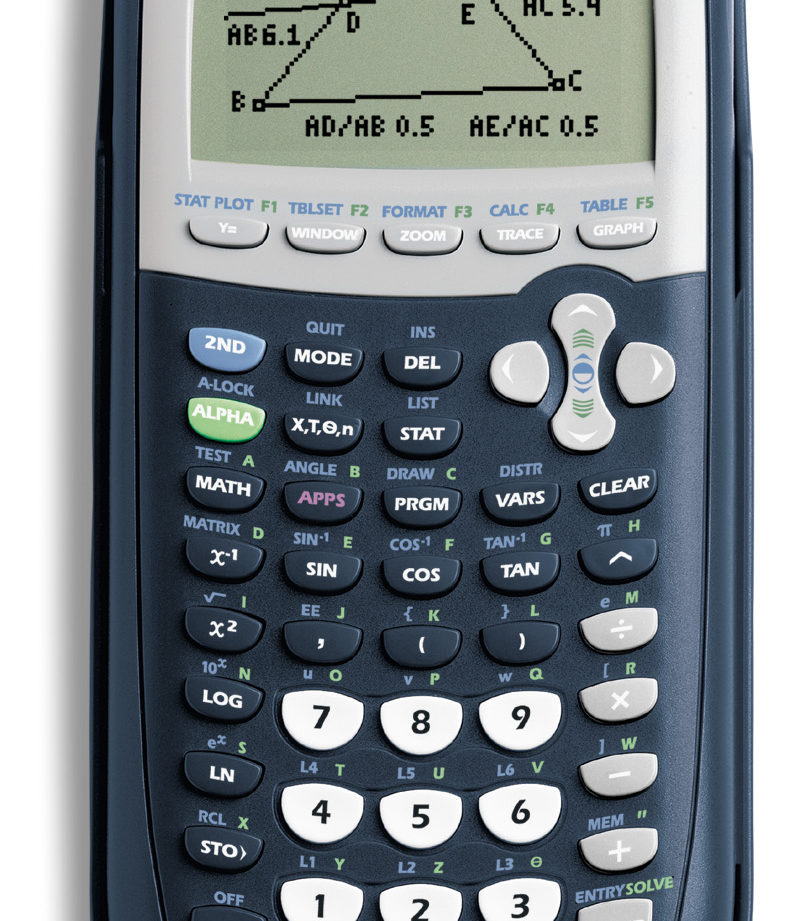 AC 5.4
AB 6.1 D E
B C
AD/AB 0.5 AE/AC 0.5
STAT PLOT F1 TBLSET F2 FORMAT F3 CALC F4 TABLE F5
Y= WINDOW ZOOM TRACE GRAPH
QUIT INS
2ND MODE DEL
A-LOCK LINK LIST
ALPHA X,T,Θ,n STAT
TEST A ANGLE B DRAW C DISTR
MATH APPS PRGM VARS CLEAR
MATRIX D SIN⁻¹ E COS⁻¹ F TAN⁻¹ G π H
x⁻¹ SIN COS TAN ^
√ I EE J { K } L e M
x² , ( ) ÷
10ˣ N u O v P w Q [ R
LOG 7 8 9 ×
eˣ S L4 T L5 U L6 V ] W
LN 4 5 6 −
RCL X L1 Y L2 Z L3 θ MEM "
STO⟩ 1 2 3 +
OFF ENTRY SOLVE